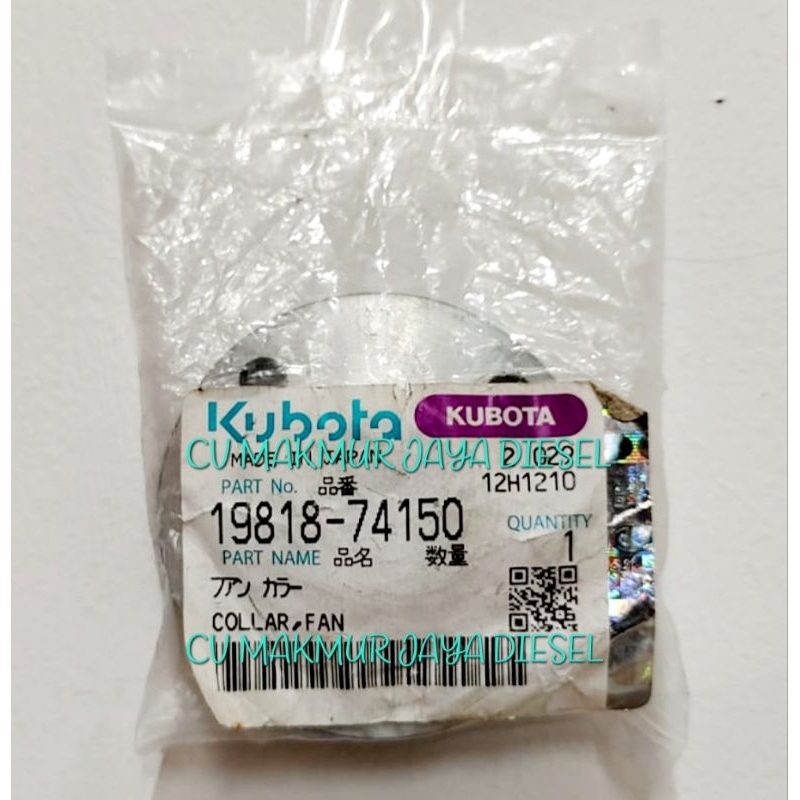 Kubota KUBOTA
CV MAKMUR JAYA DIESEL
MADE IN JAPAN
PART No. 品番 12H1210
19818-74150 QUANTITY
PART NAME 品名 数量 1
ファン カラー
COLLAR,FAN
CV MAKMUR JAYA DIESEL